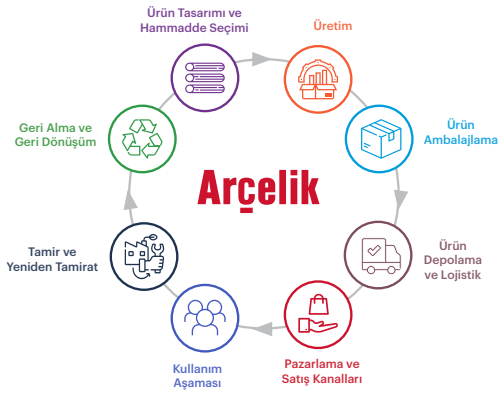 Ürün Tasarımı ve
Hammadde Seçimi
Üretim
Ürün
Ambalajlama
Ürün
Depolama
ve Lojistik
Pazarlama ve
Satış Kanalları
Kullanım
Aşaması
Tamir ve
Yeniden Tamirat
Geri Alma ve
Geri Dönüşüm
Arçelik